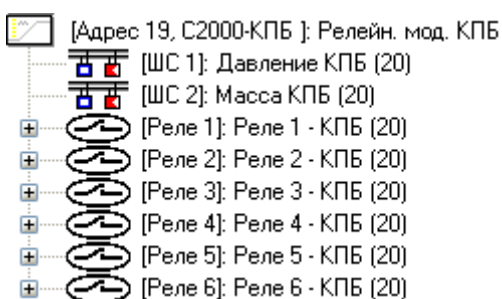 [Адрес 19, С2000-КПБ ]: Релейн. мод. КПБ
[ШС 1]: Давление КПБ (20)
[ШС 2]: Масса КПБ (20)
[Реле 1]: Реле 1 - КПБ (20)
[Реле 2]: Реле 2 - КПБ (20)
[Реле 3]: Реле 3 - КПБ (20)
[Реле 4]: Реле 4 - КПБ (20)
[Реле 5]: Реле 5 - КПБ (20)
[Реле 6]: Реле 6 - КПБ (20)